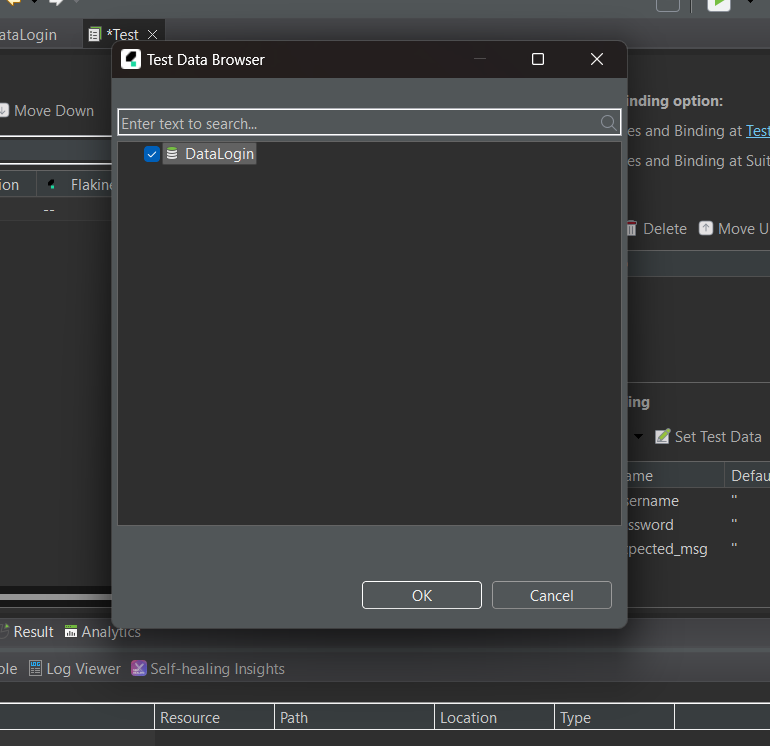 ataLogin
*Test
Test Data Browser
inding option:
Move Down
Enter text to search...
es and Binding at Test
DataLogin
es and Binding at Suit
ion
Flakine
--
Delete
Move U
ing
Set Test Data
ame
Defau
sername
''
ssword
''
pected_msg
''
OK
Cancel
Result
Analytics
ole
Log Viewer
Self-healing Insights
Resource
Path
Location
Type